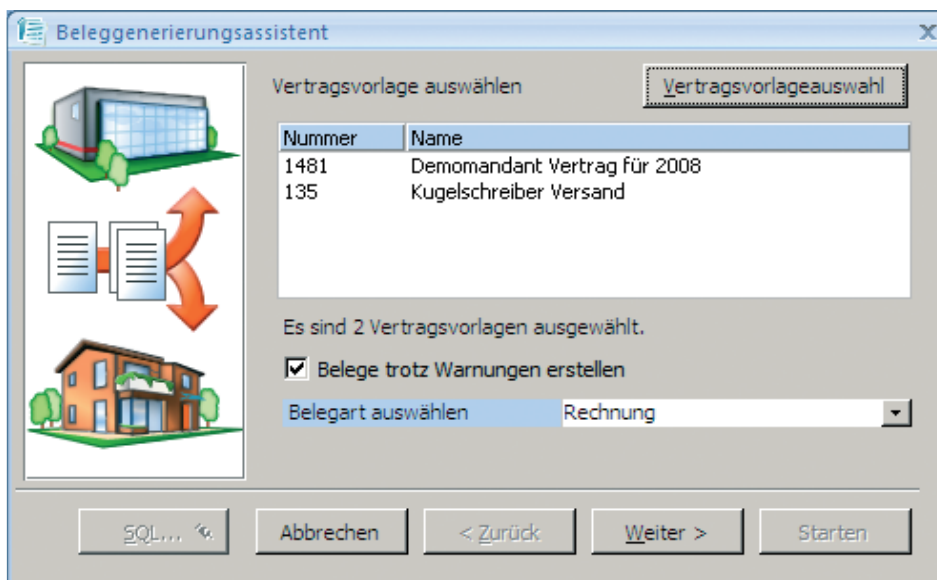 Beleggenerierungsassistent
Vertragsvorlage auswählen
Vertragsvorlageauswahl
Nummer Name
1481 Demomandant Vertrag für 2008
135 Kugelschreiber Versand
Es sind 2 Vertragsvorlagen ausgewählt.
Belege trotz Warnungen erstellen
Belegart auswählen Rechnung
SQL... Abbrechen < Zurück Weiter > Starten